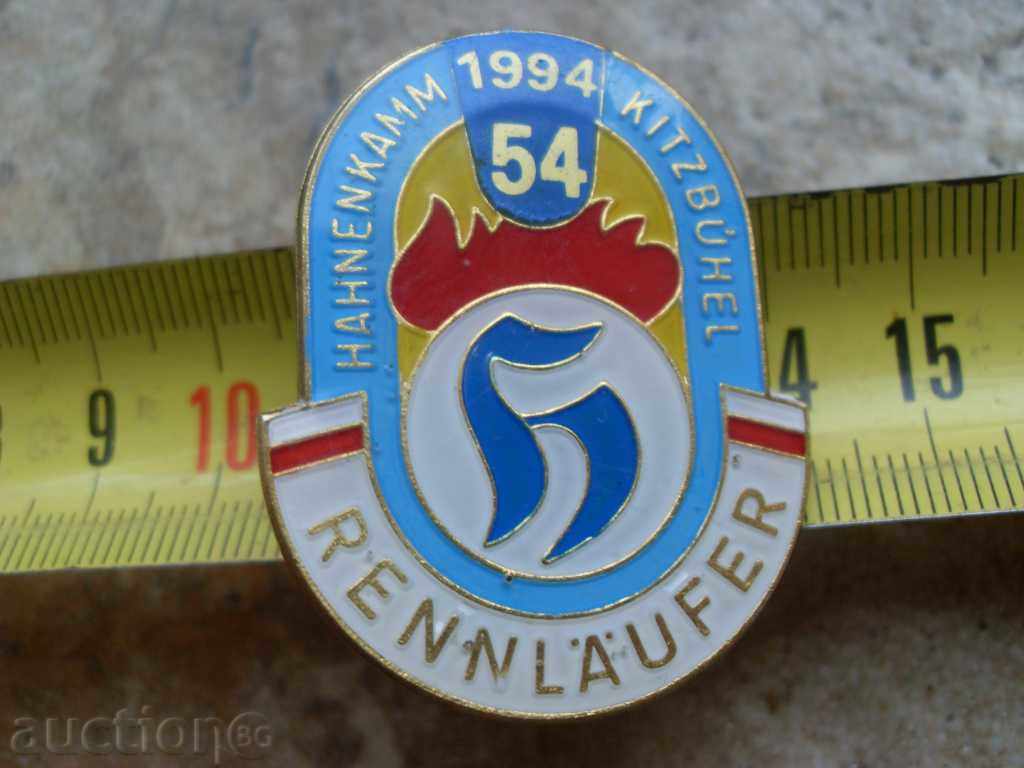 1994
54
HAHNENKAMM
KITZBÜHEL
h
RENNLÄUFER
9 10 4 15
auction BG